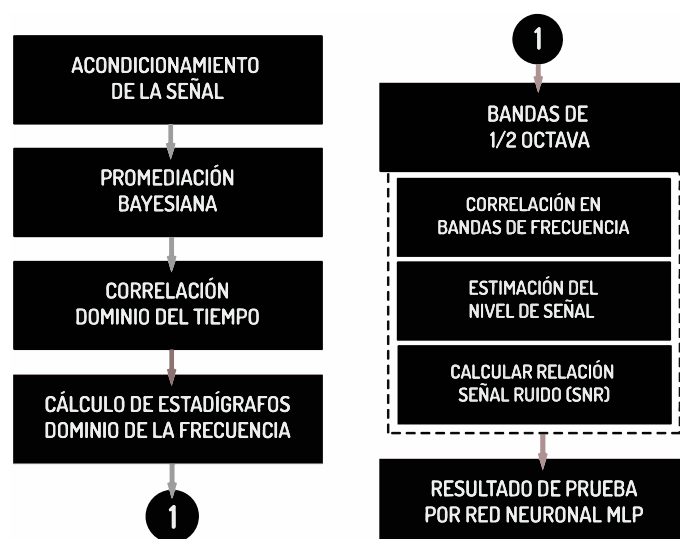 ACONDICIONAMIENTO
DE LA SEÑAL
PROMEDIACIÓN
BAYESIANA
CORRELACIÓN
DOMINIO DEL TIEMPO
CÁLCULO DE ESTADÍGRAFOS
DOMINIO DE LA FRECUENCIA
1
1
BANDAS DE
1/2 OCTAVA
CORRELACIÓN EN
BANDAS DE FRECUENCIA
ESTIMACIÓN DEL
NIVEL DE SEÑAL
CALCULAR RELACIÓN
SEÑAL RUIDO (SNR)
RESULTADO DE PRUEBA
POR RED NEURONAL MLP